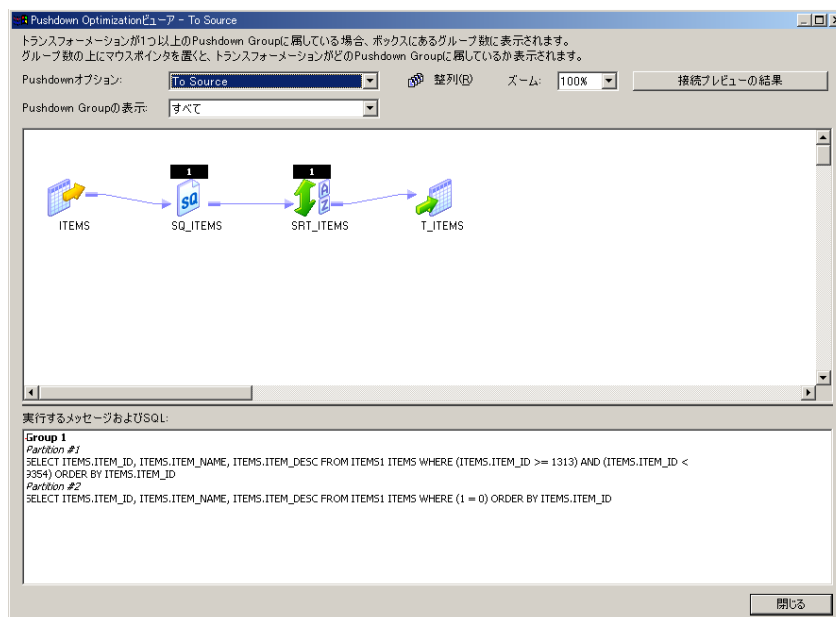 Pushdown Optimizationビューア - To Source
トランスフォーメーションが1つ以上のPushdown Groupに属している場合、ボックスにあるグループ数に表示されます。
グループ数の上にマウスポインタを置くと、トランスフォーメーションがどのPushdown Groupに属しているか表示されます。
Pushdownオプション: To Source 整列(R) ズーム: 100% 接続プレビューの結果
Pushdown Groupの表示: すべて
1 1
ITEMS SQ_ITEMS SRT_ITEMS T_ITEMS
実行するメッセージおよびSQL:
Group 1
Partition #1
SELECT ITEMS.ITEM_ID, ITEMS.ITEM_NAME, ITEMS.ITEM_DESC FROM ITEMS1 ITEMS WHERE (ITEMS.ITEM_ID >= 1313) AND (ITEMS.ITEM_ID <
9354) ORDER BY ITEMS.ITEM_ID
Partition #2
SELECT ITEMS.ITEM_ID, ITEMS.ITEM_NAME, ITEMS.ITEM_DESC FROM ITEMS1 ITEMS WHERE (1 = 0) ORDER BY ITEMS.ITEM_ID
閉じる